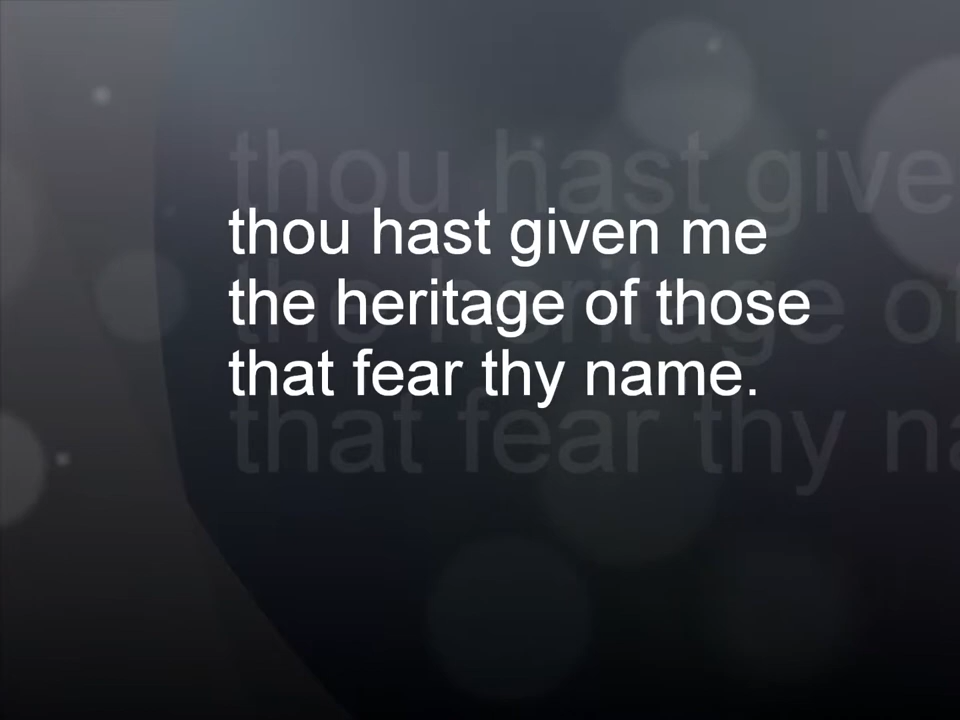 thou hast given me
the heritage of those
that fear thy name.